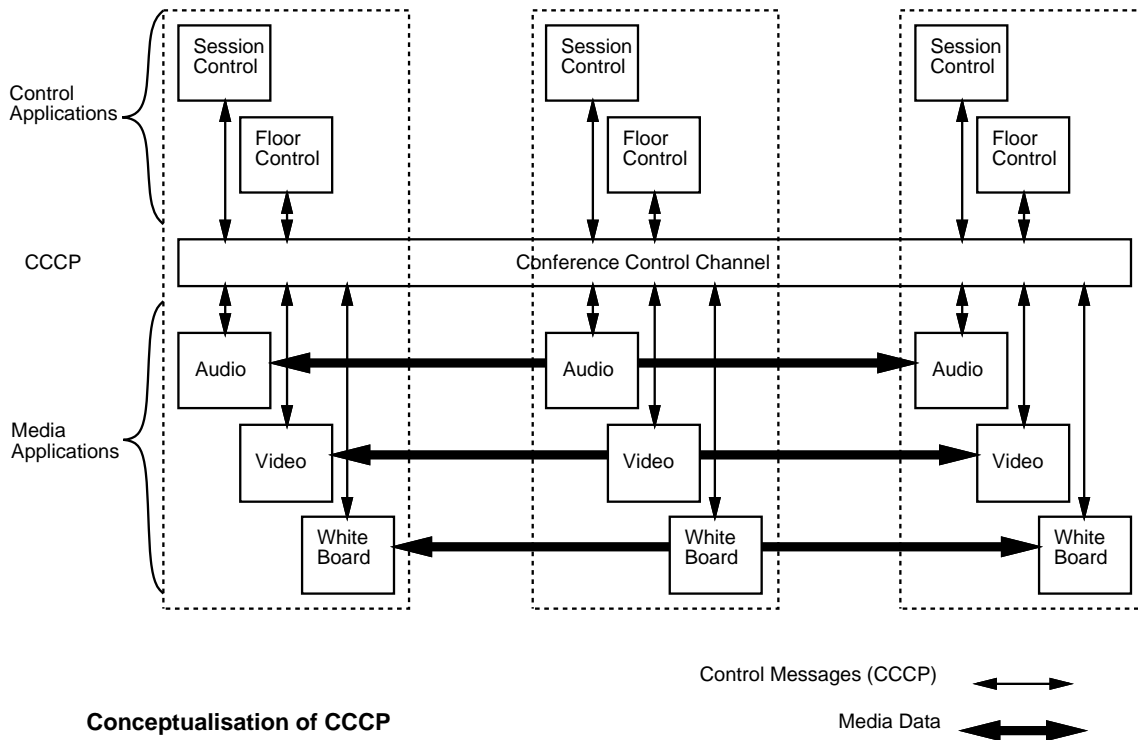 Session
Control
Session
Control
Session
Control
Control
Applications
Floor
Control
Floor
Control
Floor
Control
CCCP
Conference Control Channel
Audio
Audio
Audio
Media
Applications
Video
Video
Video
White
Board
White
Board
White
Board
Control Messages (CCCP)
Conceptualisation of CCCP
Media Data